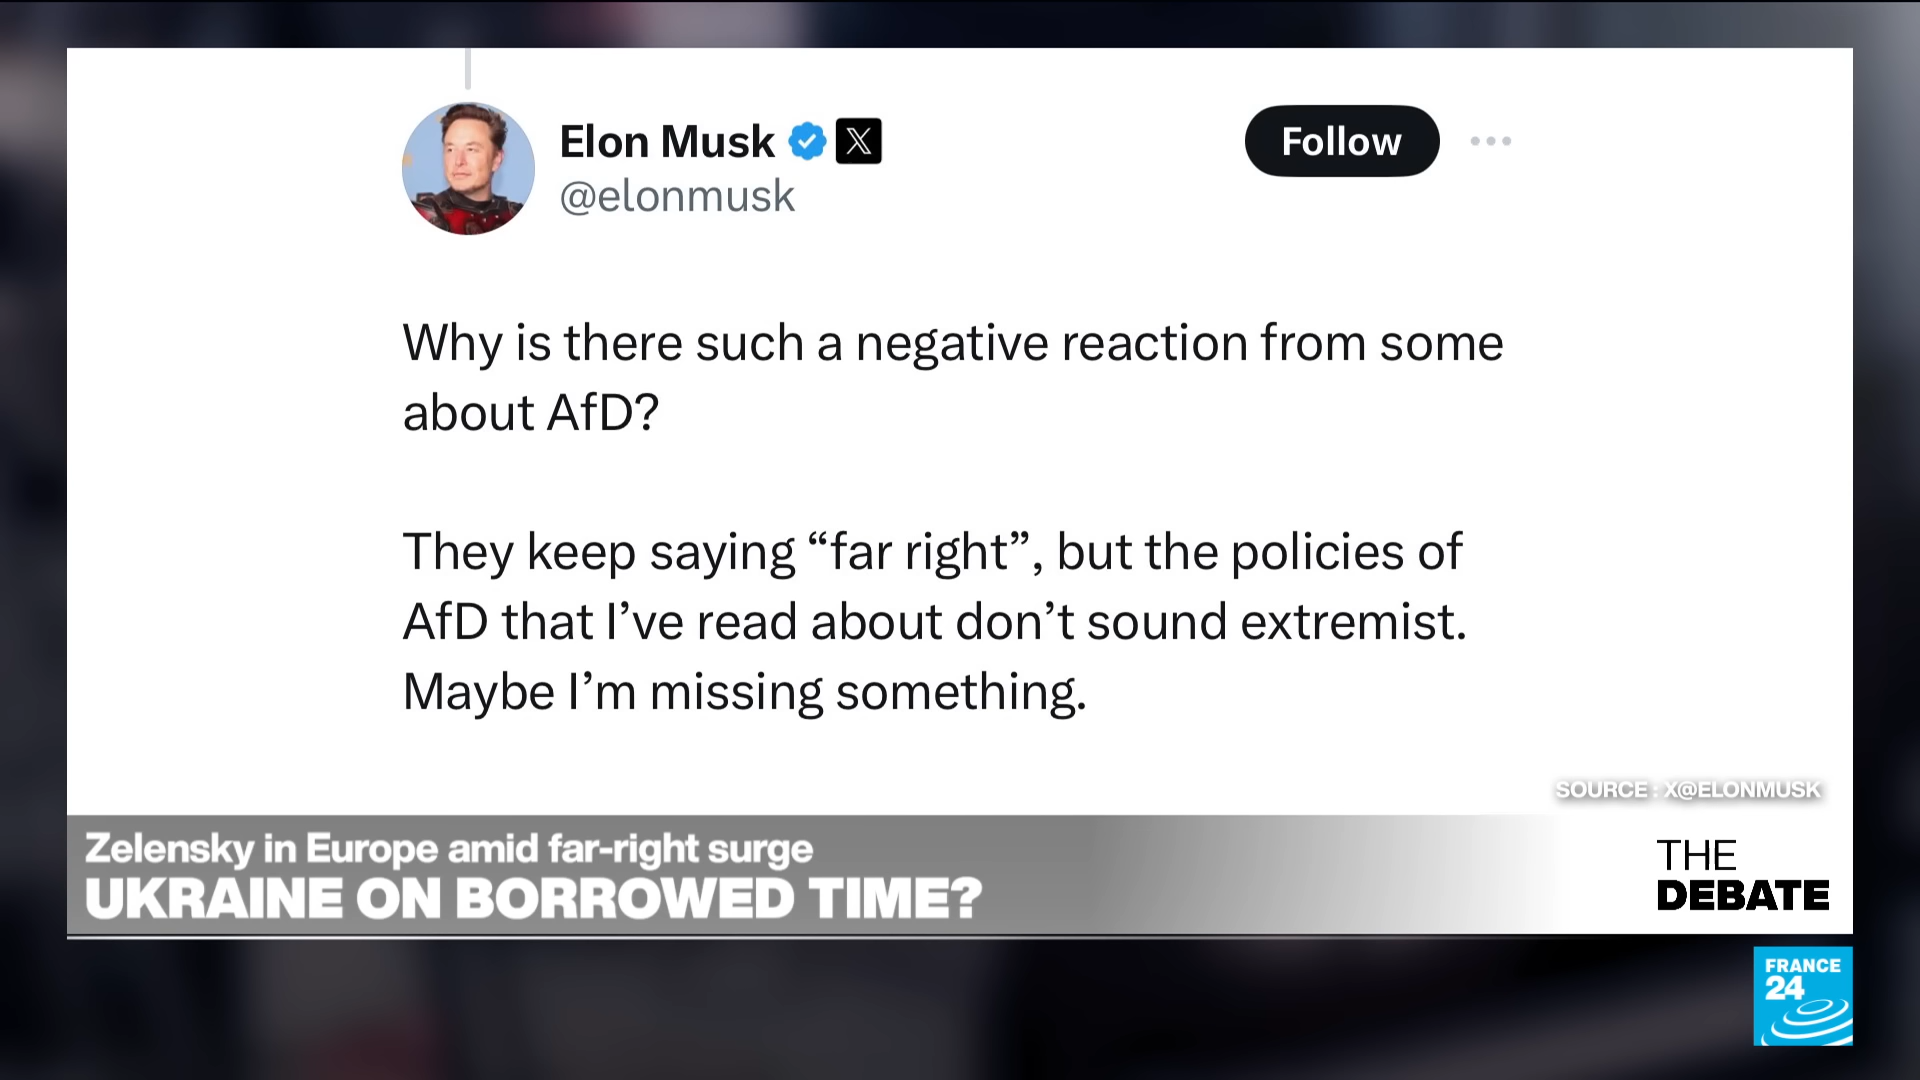 Elon Musk
@elonmusk
Follow
Why is there such a negative reaction from some
about AfD?
They keep saying “far right”, but the policies of
AfD that I’ve read about don’t sound extremist.
Maybe I’m missing something.
SOURCE : X@ELONMUSK
Zelensky in Europe amid far-right surge
UKRAINE ON BORROWED TIME?
THE
DEBATE
FRANCE
24